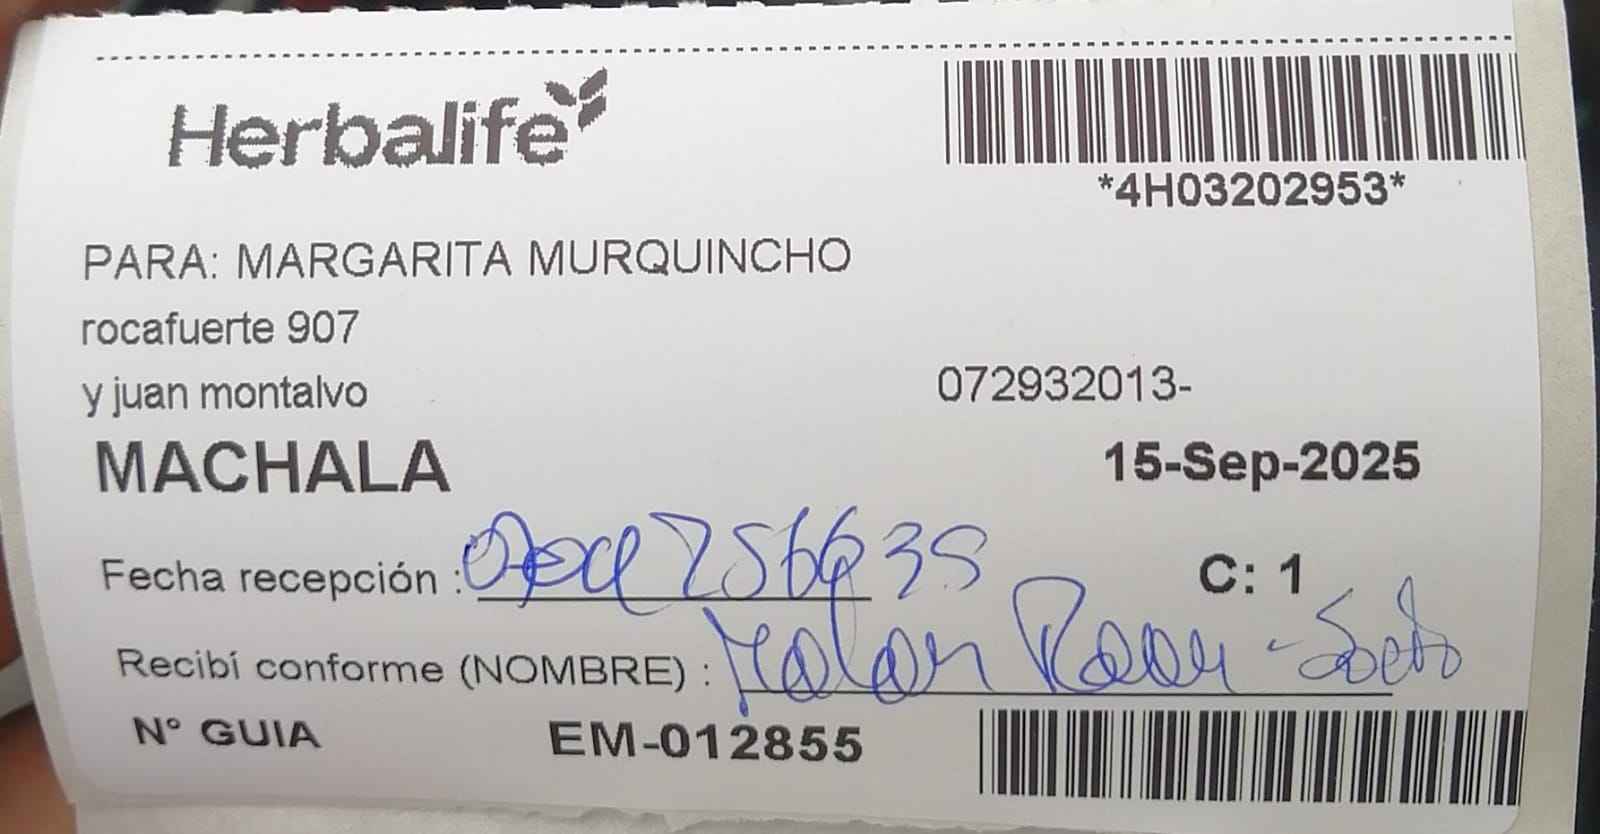 Herbalife
*4H03202953*
PARA: MARGARITA MURQUINCHO
rocafuerte 907
y juan montalvo
072932013-
MACHALA
15-Sep-2025
Fecha recepción :
C: 1
Recibí conforme (NOMBRE) :
N° GUIA EM-012855